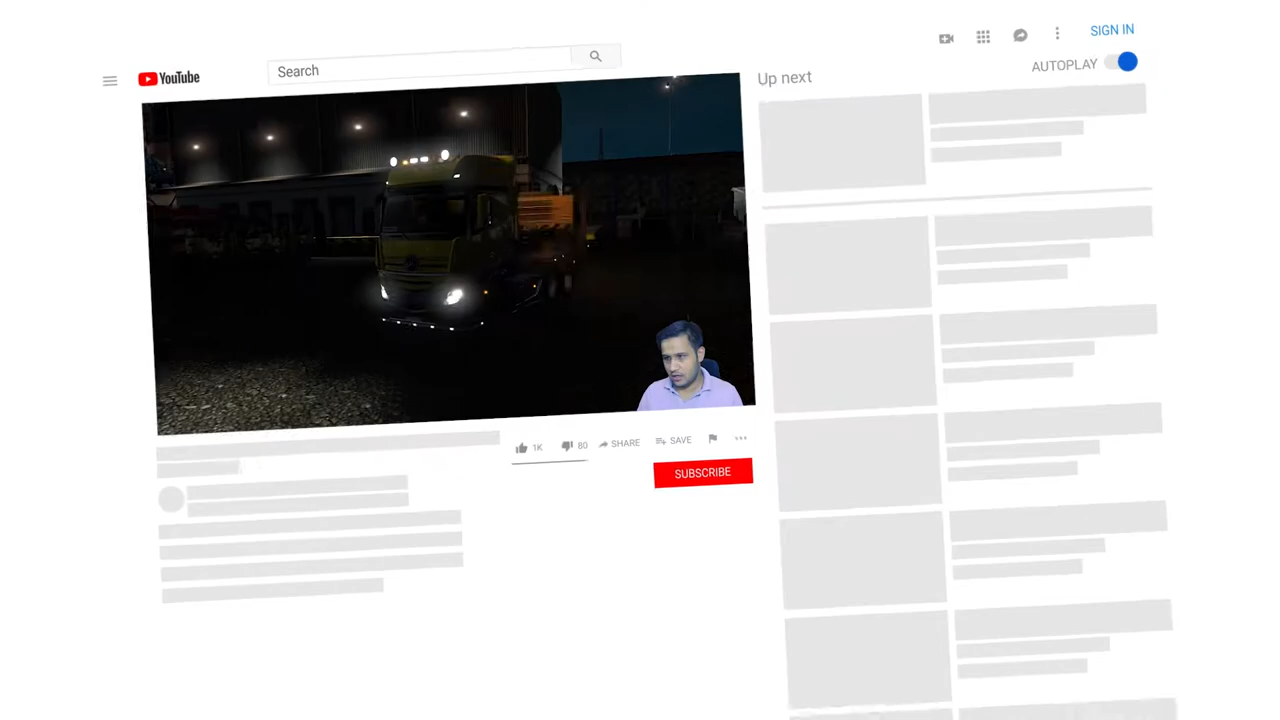 SIGN IN
YouTube
Search
AUTOPLAY
Up next
1K
80
SHARE
SAVE
SUBSCRIBE